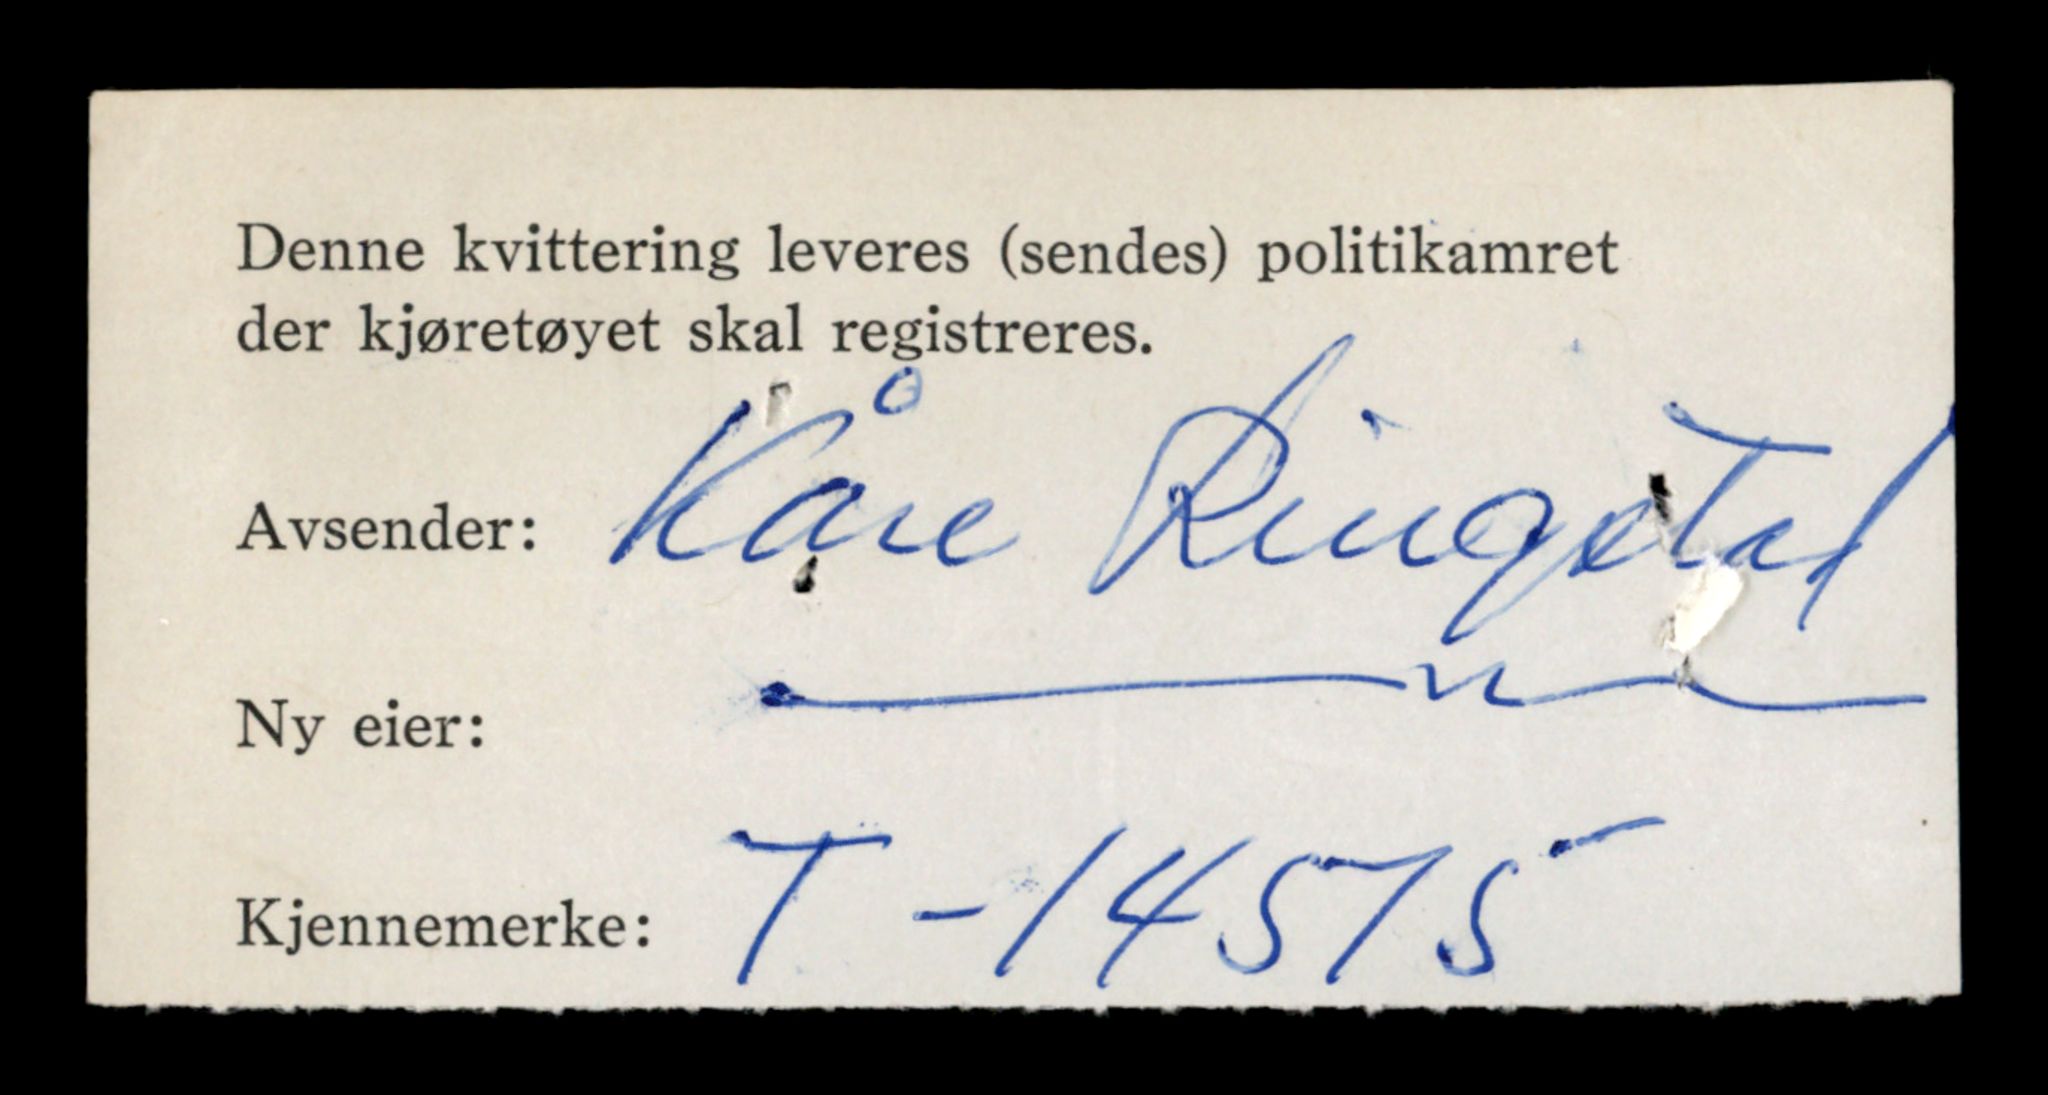 Denne kvittering leveres (sendes) politikamret
der kjøretøyet skal registreres.
Avsender: Kåre Ringstad
Ny eier:
Kjennemerke: T-14575